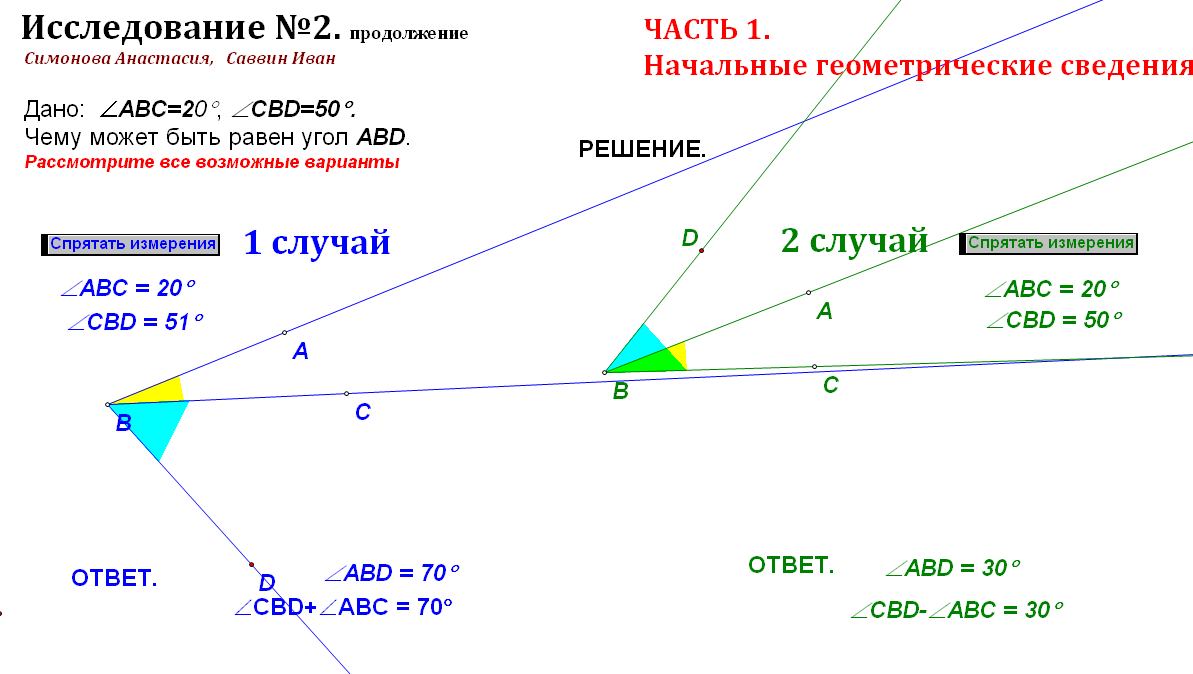 Исследование №2. продолжение
Симонова Анастасия, Саввин Иван
ЧАСТЬ 1.
Начальные геометрические сведения
Дано: ∠ABC=20°, ∠CBD=50°.
Чему может быть равен угол ABD.
Рассмотрите все возможные варианты
РЕШЕНИЕ.
Спрятать измерения
1 случай
∠ABC = 20°
∠CBD = 51°
A
B
C
D
ОТВЕТ.
∠ABD = 70°
∠CBD+∠ABC = 70°
2 случай
Спрятать измерения
∠ABC = 20°
∠CBD = 50°
D
A
B
C
ОТВЕТ.
∠ABD = 30°
∠CBD-∠ABC = 30°